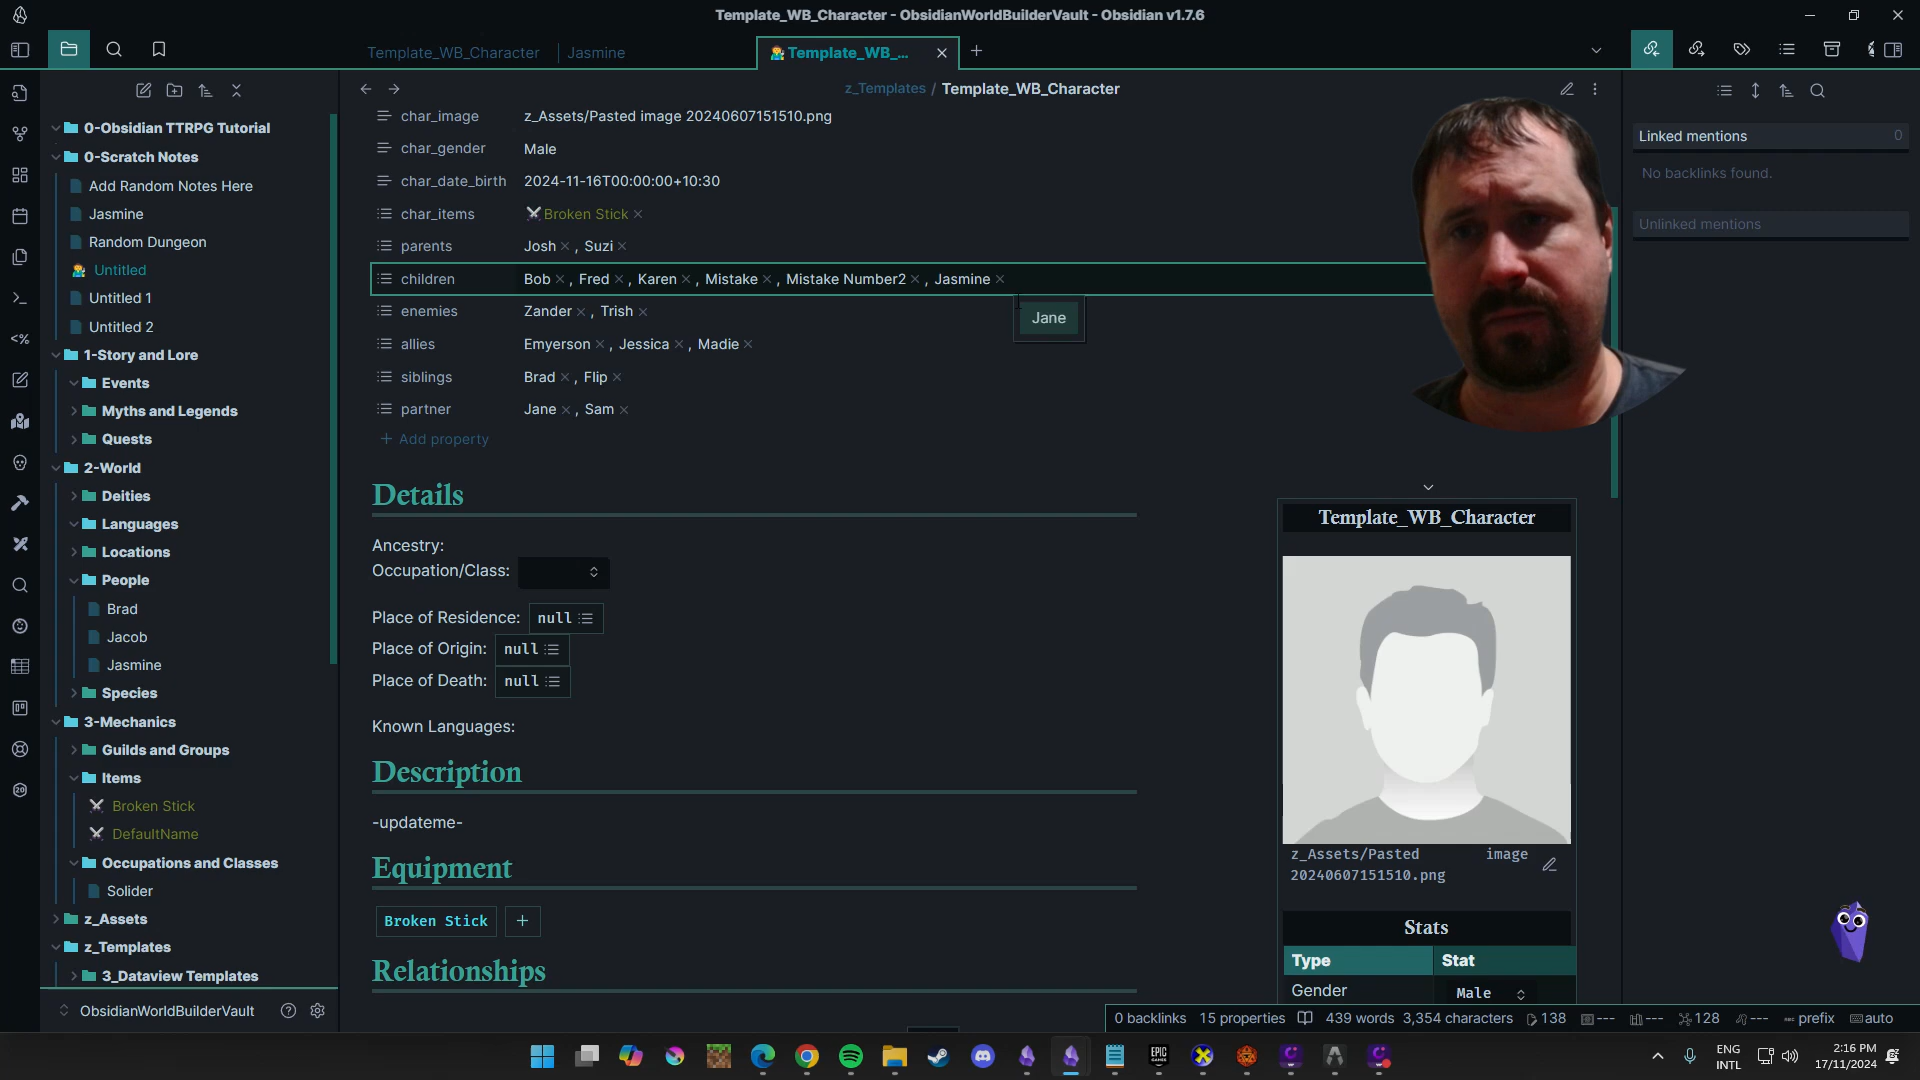 Template_WB_Character - ObsidianWorldBuilderVault - Obsidian v1.7.6
Template_WB_Character
Jasmine
Template_WB_...
z_Templates / Template_WB_Character
0-Obsidian TTRPG Tutorial
0-Scratch Notes
Add Random Notes Here
Jasmine
Random Dungeon
Untitled
Untitled 1
Untitled 2
1-Story and Lore
Events
Myths and Legends
Quests
2-World
Deities
Languages
Locations
People
Brad
Jacob
Jasmine
Species
3-Mechanics
Guilds and Groups
Items
Broken Stick
DefaultName
Occupations and Classes
Solider
z_Assets
z_Templates
3_Dataview Templates
ObsidianWorldBuilderVault
char_image z_Assets/Pasted image 20240607151510.png
char_gender Male
char_date_birth 2024-11-16T00:00:00+10:30
char_items Broken Stick ×
parents Josh × , Suzi ×
children Bob × , Fred × , Karen × , Mistake × , Mistake Number2 × , Jasmine ×
enemies Zander × , Trish ×
Jane
allies Emyerson × , Jessica × , Madie ×
siblings Brad × , Flip ×
partner Jane × , Sam ×
+ Add property
Details
Ancestry:
Occupation/Class:
Place of Residence: null
Place of Origin: null
Place of Death: null
Known Languages:
Description
-updateme-
Equipment
Broken Stick +
Relationships
Template_WB_Character
z_Assets/Pasted image
20240607151510.png
Stats
Type Stat
Gender Male
Linked mentions 0
No backlinks found.
Unlinked mentions
0 backlinks 15 properties 439 words 3,354 characters 138 --- --- 128 --- prefix auto
ENG
INTL
2:16 PM
17/11/2024